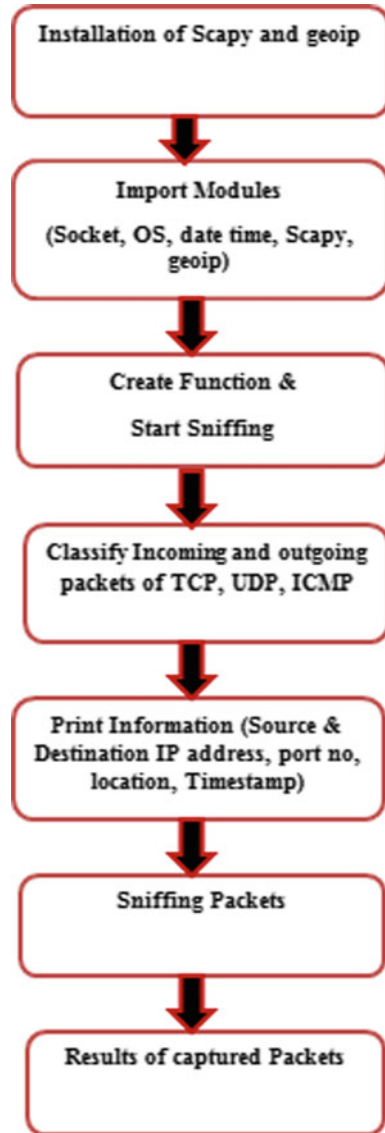 Installation of Scapy and geoip
Import Modules
(Socket, OS, date time, Scapy,
geoip)
Create Function &
Start Sniffing
Classify Incoming and outgoing
packets of TCP, UDP, ICMP
Print Information (Source &
Destination IP address, port no,
location, Timestamp)
Sniffing Packets
Results of captured Packets